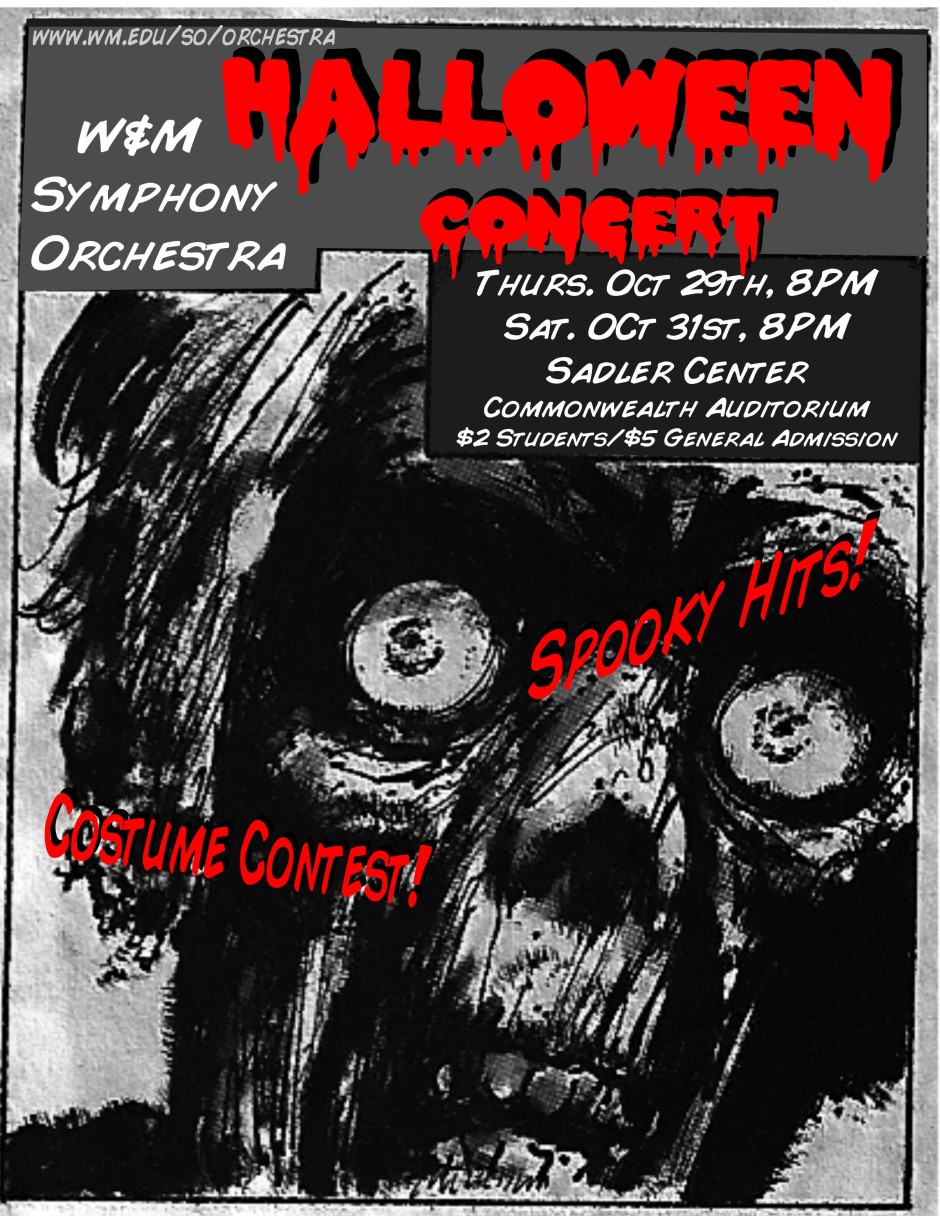 WWW.WM.EDU/SO/ORCHESTRA
HALLOWEEN
CONCERT
W&M
SYMPHONY
ORCHESTRA
THURS. OCT 29TH, 8PM
SAT. OCT 31ST, 8PM
SADLER CENTER
COMMONWEALTH AUDITORIUM
$2 STUDENTS/$5 GENERAL ADMISSION
SPOOKY HITS!
COSTUME CONTEST!